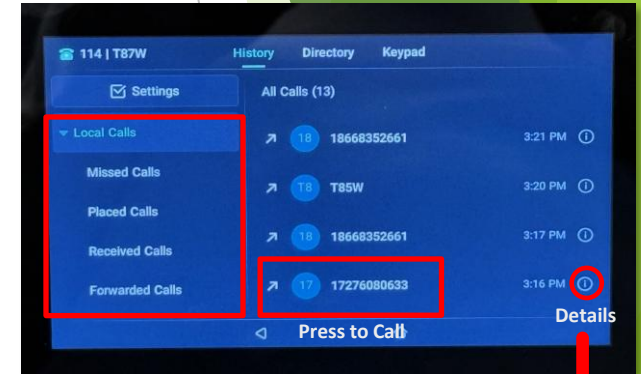 114 | T87W History Directory Keypad
Settings
All Calls (13)
Local Calls
18 18668352661 3:21 PM
Missed Calls
T8 T85W 3:20 PM
Placed Calls
18 18668352661 3:17 PM
Received Calls
17 17276080633 3:16 PM
Forwarded Calls
Details
Press to Call